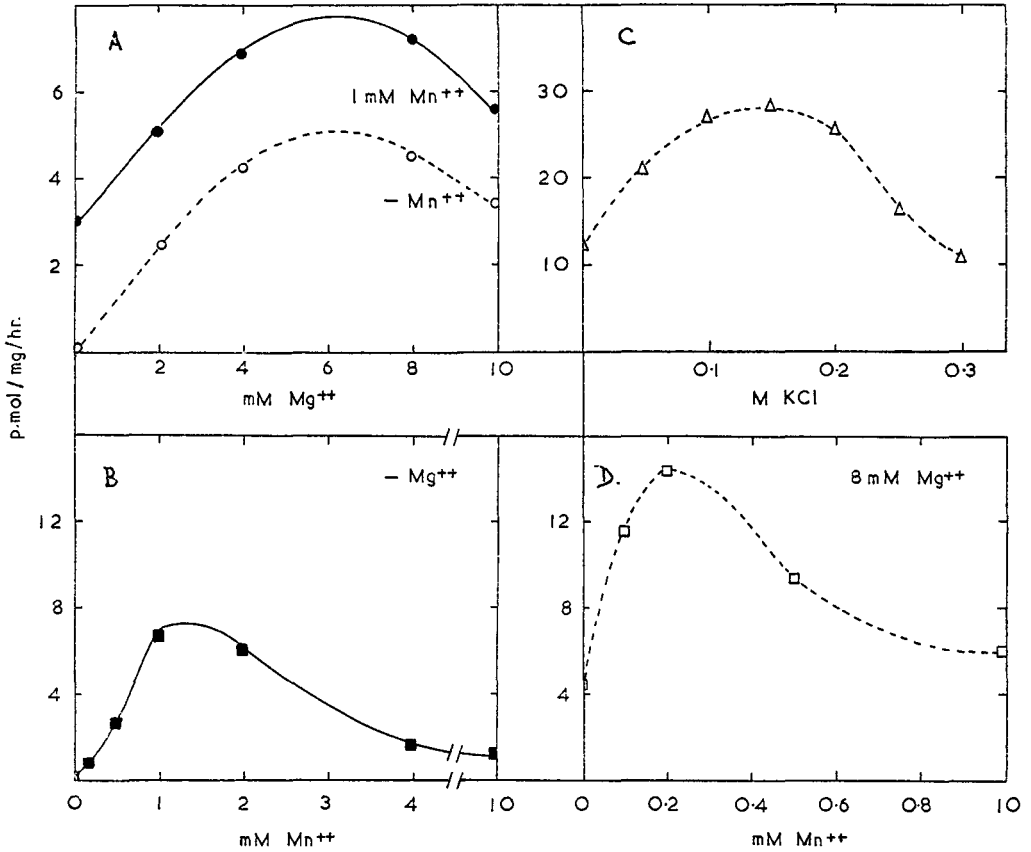 A
6
4
2
1 mM Mn++
– Mn++
2 4 6 8 10
mM Mg++
C
30
20
10
0·1 0·2 0·3
M KCl
p.mol/mg/hr.
B
– Mg++
12
8
4
0 1 2 3 4 10
mM Mn++
D.
8 mM Mg++
12
8
4
0 0·2 0·4 0·6 0·8 10
mM Mn++